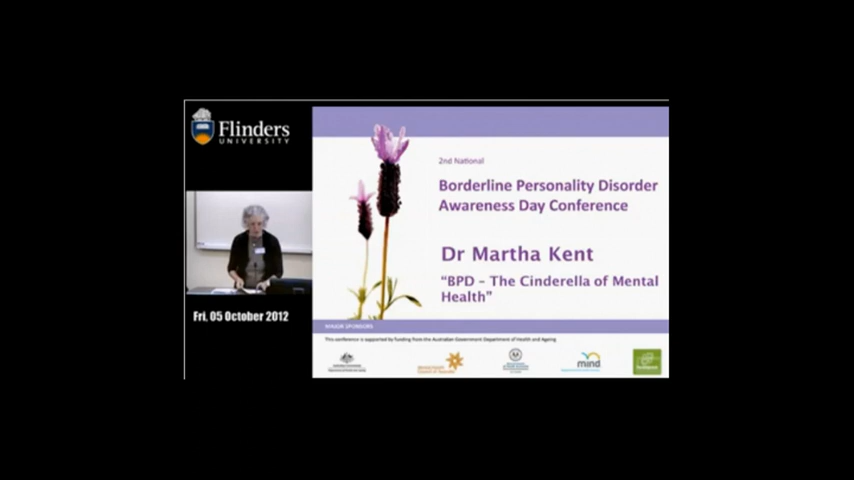 Flinders
UNIVERSITY
Fri, 05 October 2012
2nd National
Borderline Personality Disorder
Awareness Day Conference
Dr Martha Kent
“BPD – The Cinderella of Mental
Health”
MAJOR SPONSORS
This conference is supported by funding from the Australian Government Department of Health and Ageing
mind